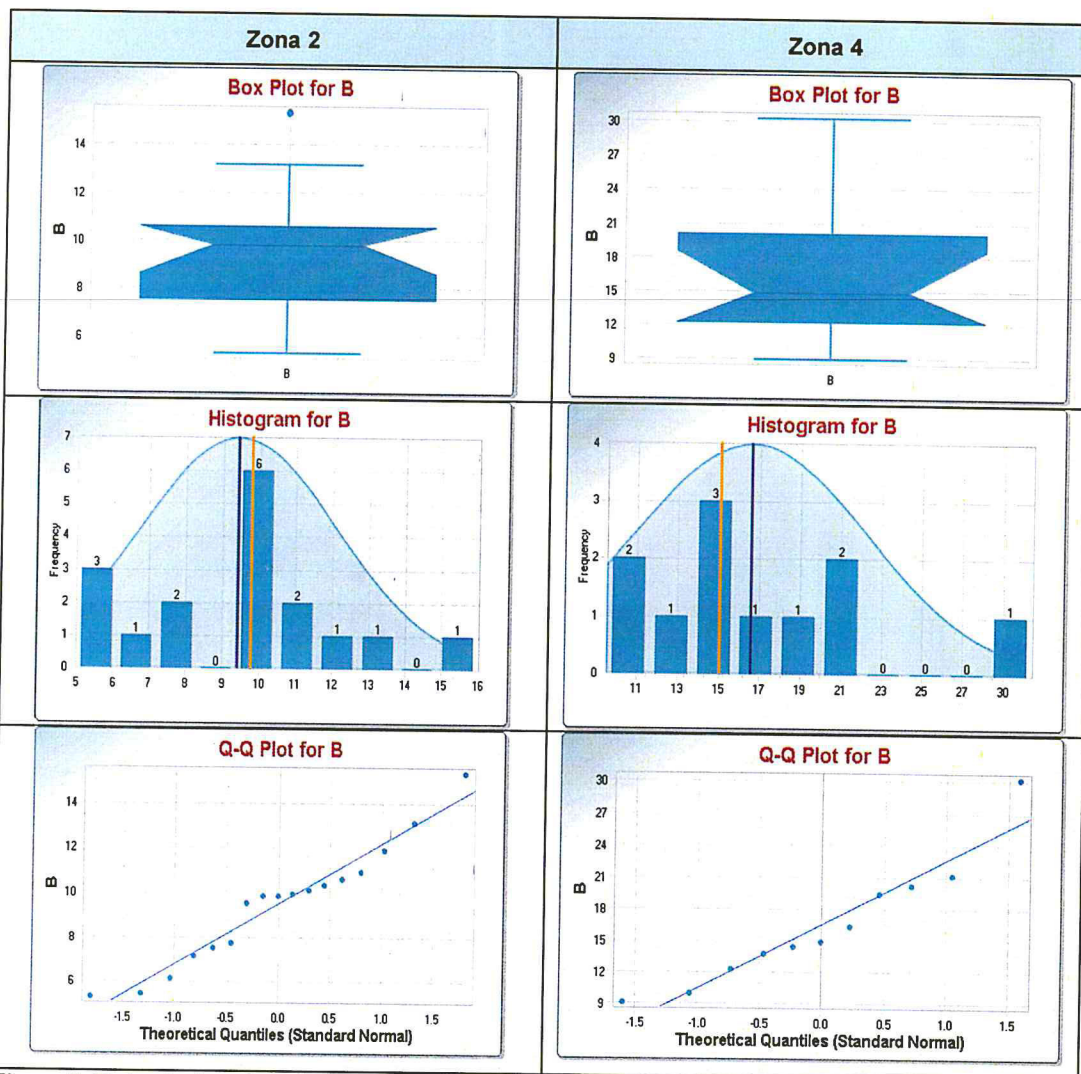 Zona 2
Zona 4
Box Plot for B
14
12
10
8
6
B
B
Box Plot for B
30
27
24
21
18
15
12
9
B
B
Histogram for B
7
6
5
4
3
2
1
0
Frequency
3
1
2
0
6
2
1
1
0
1
5 6 7 8 9 10 11 12 13 14 15 16
Histogram for B
4
3
2
1
0
Frequency
2
1
3
1
1
2
0
0
0
1
11 13 15 17 19 21 23 25 27 30
Q-Q Plot for B
14
12
10
8
6
B
-1.5 -1.0 -0.5 0.0 0.5 1.0 1.5
Theoretical Quantiles (Standard Normal)
Q-Q Plot for B
30
27
24
21
18
15
12
9
B
-1.5 -1.0 -0.5 0.0 0.5 1.0 1.5
Theoretical Quantiles (Standard Normal)